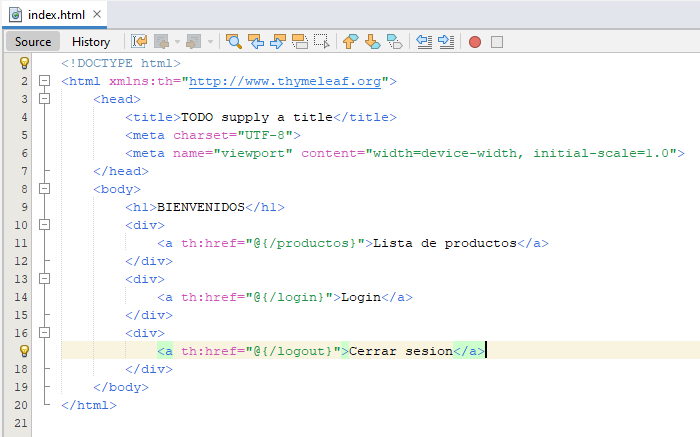 index.html
Source History
<!DOCTYPE html>
2 <html xmlns:th="http://www.thymeleaf.org">
3 <head>
4 <title>TODO supply a title</title>
5 <meta charset="UTF-8">
6 <meta name="viewport" content="width=device-width, initial-scale=1.0">
7 </head>
8 <body>
9 <h1>BIENVENIDOS</h1>
10 <div>
11 <a th:href="@{/productos}">Lista de productos</a>
12 </div>
13 <div>
14 <a th:href="@{/login}">Login</a>
15 </div>
16 <div>
<a th:href="@{/logout}">Cerrar sesion</a>
18 </div>
19 </body>
20 </html>
21